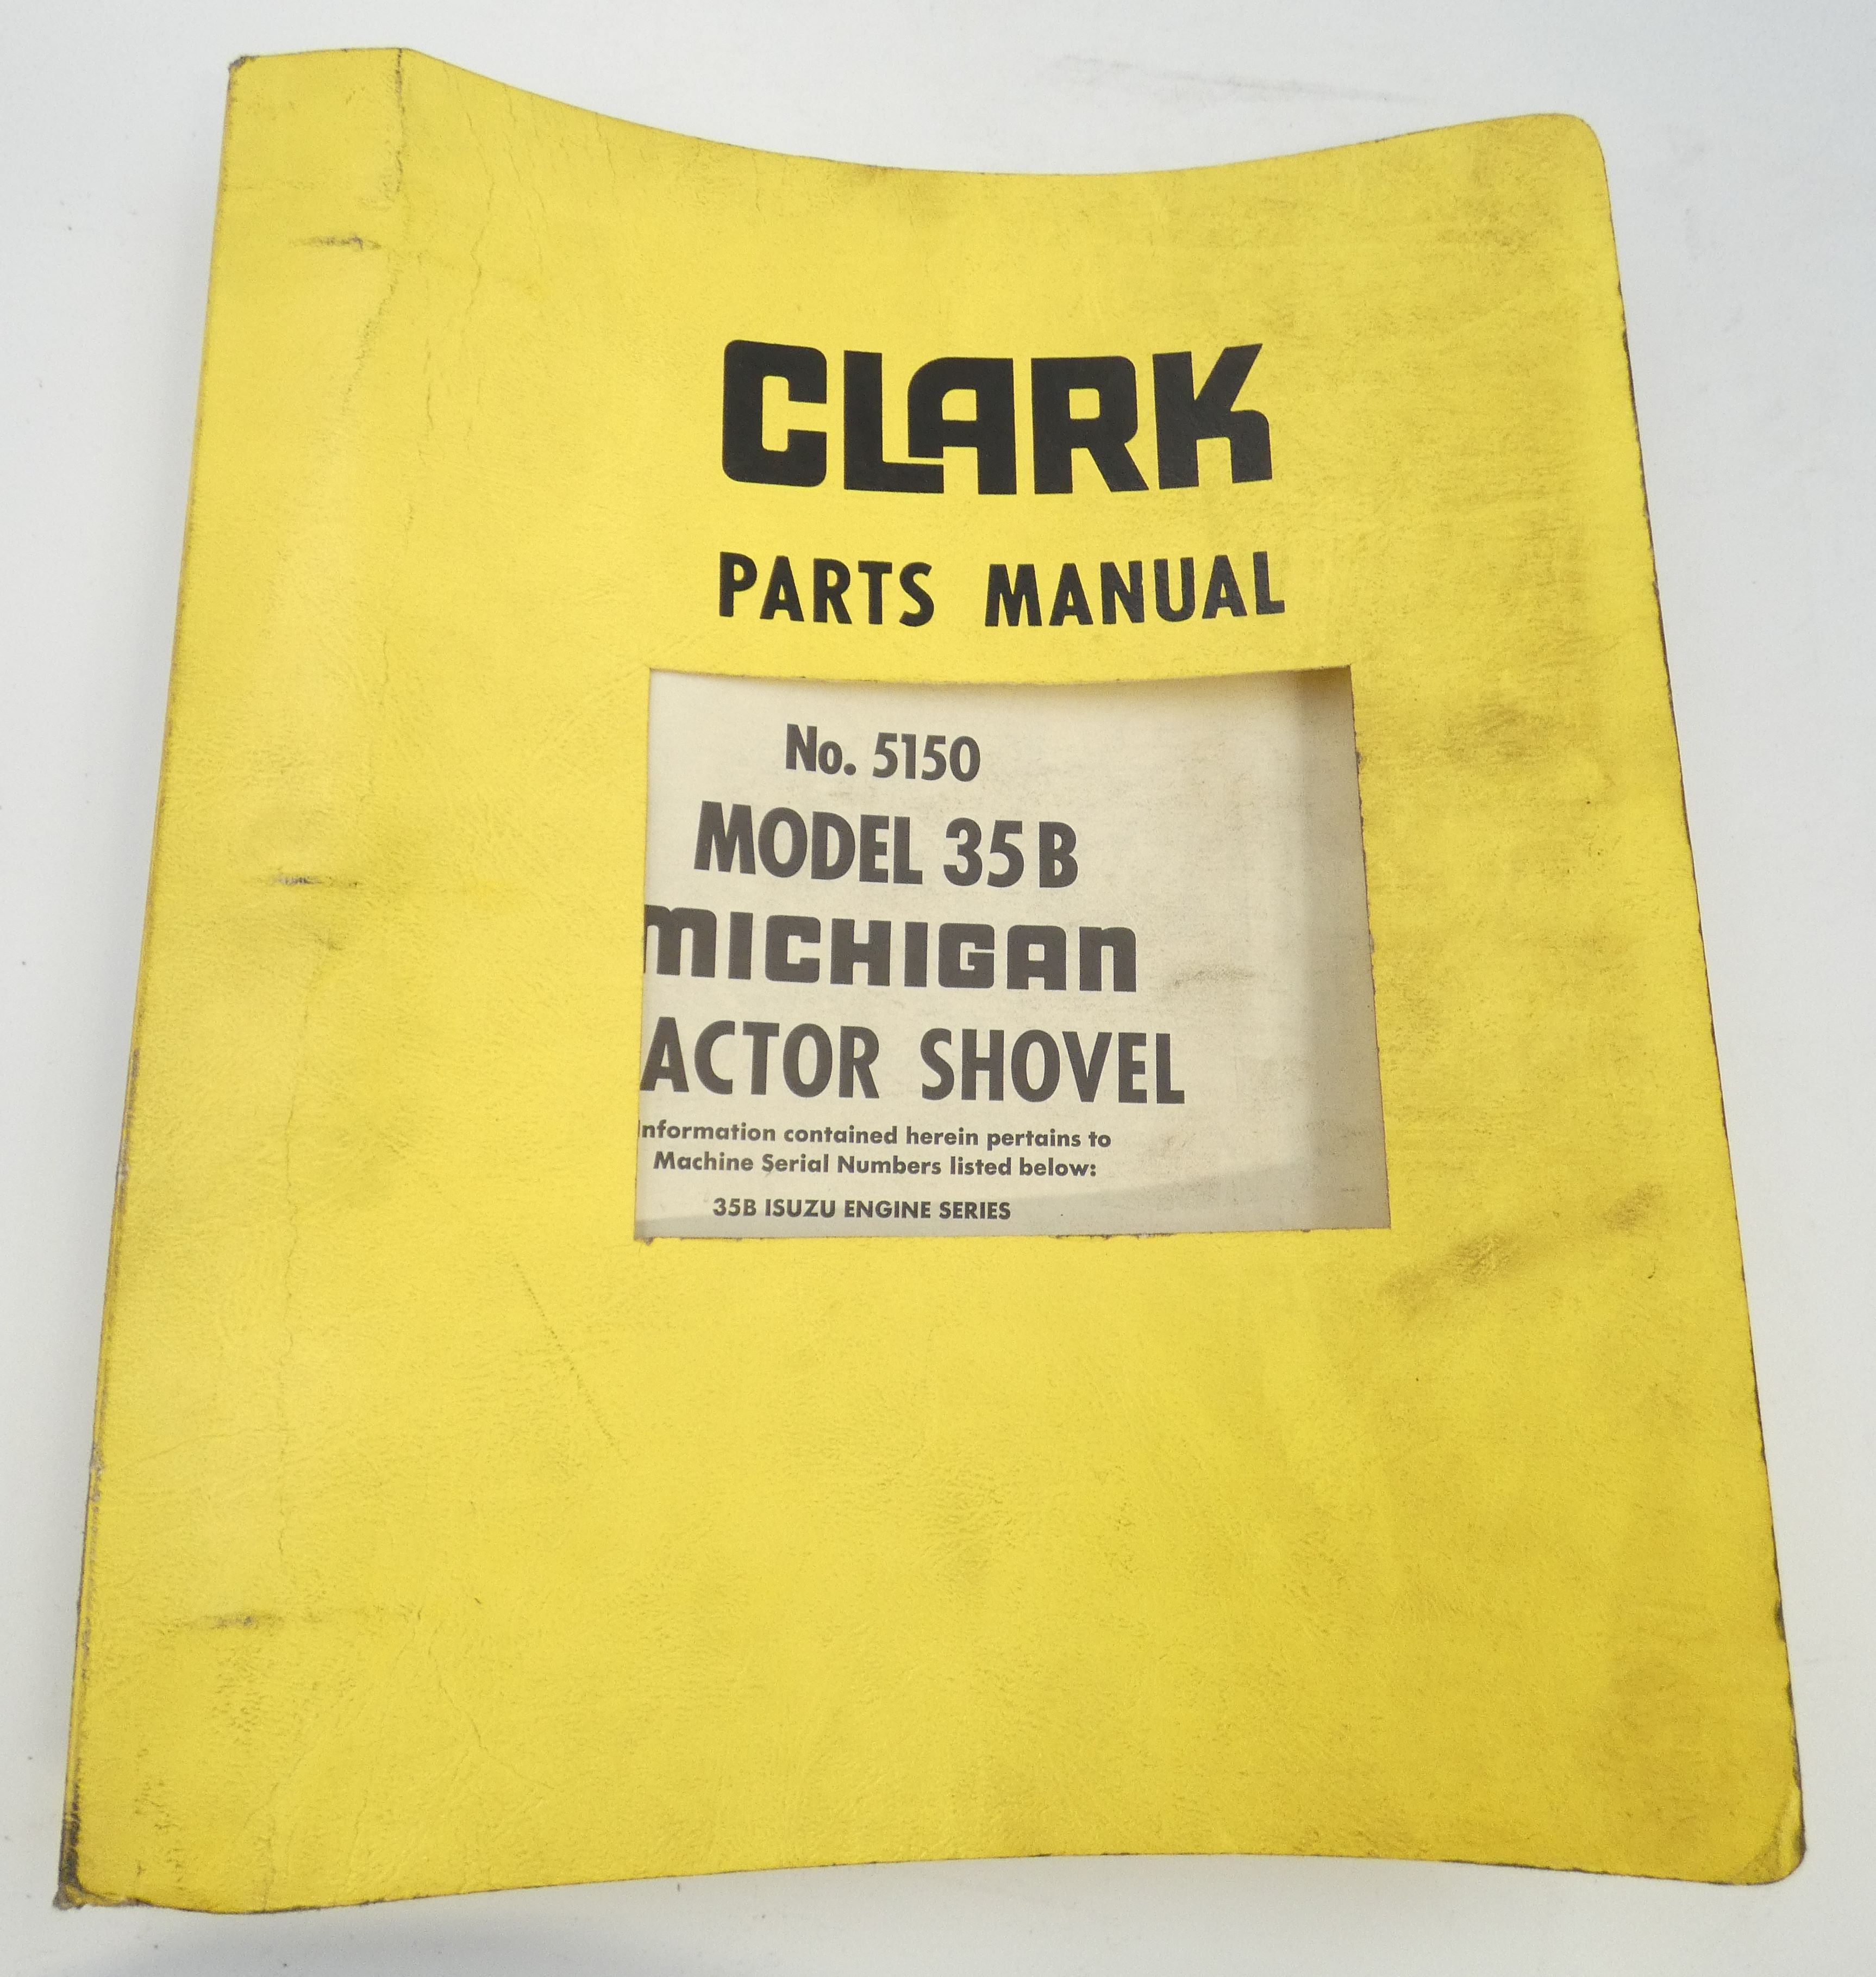 CLARK
PARTS MANUAL
No. 5150
MODEL 35B
MICHIGAN
ACTOR SHOVEL
nformation contained herein pertains to
Machine Serial Numbers listed below:
35B ISUZU ENGINE SERIES